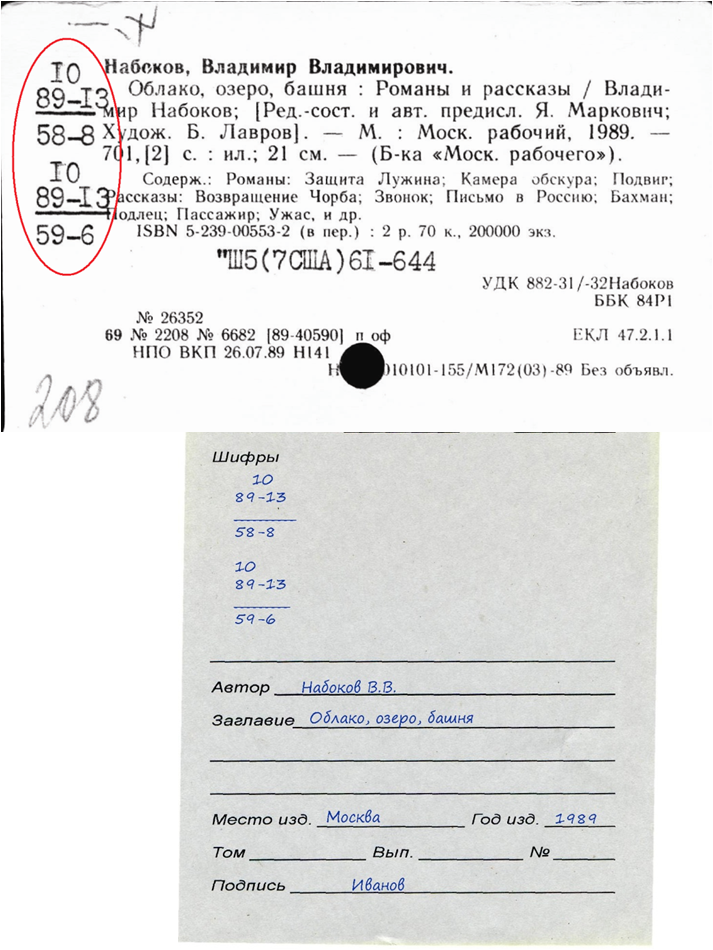 10
89-13
58-8
10
89-13
59-6
Набоков, Владимир Владимирович.
Облако, озеро, башня : Романы и рассказы / Влади-
мир Набоков; [Ред.-сост. и авт. предисл. Я. Маркович;
Худож. Б. Лавров]. — М. : Моск. рабочий, 1989. —
701,[2] с. : ил.; 21 см. — (Б-ка «Моск. рабочего»).
Содерж.: Романы: Защита Лужина; Камера обскура; Подвиг;
Рассказы: Возвращение Чорба; Звонок; Письмо в Россию; Бахман;
Подлец; Пассажир; Ужас, и др.
ISBN 5-239-00553-2 (в пер.) : 2 р. 70 к., 200000 экз.
"Ш5(7США)6I-644
УДК 882-31/-32Набоков
ББК 84Р1
№ 26352
69 № 2208 № 6682 [89-40590] п оф ЕКЛ 47.2.1.1
НПО ВКП 26.07.89 Н141
010101-155/М172(03)-89 Без объявл.
208
Шифры
10
89-13
58-8
10
89-13
59-6
Автор Набоков В.В.
Заглавие Облако, озеро, башня
Место изд. Москва Год изд. 1989
Том Вып. №
Подпись Иванов